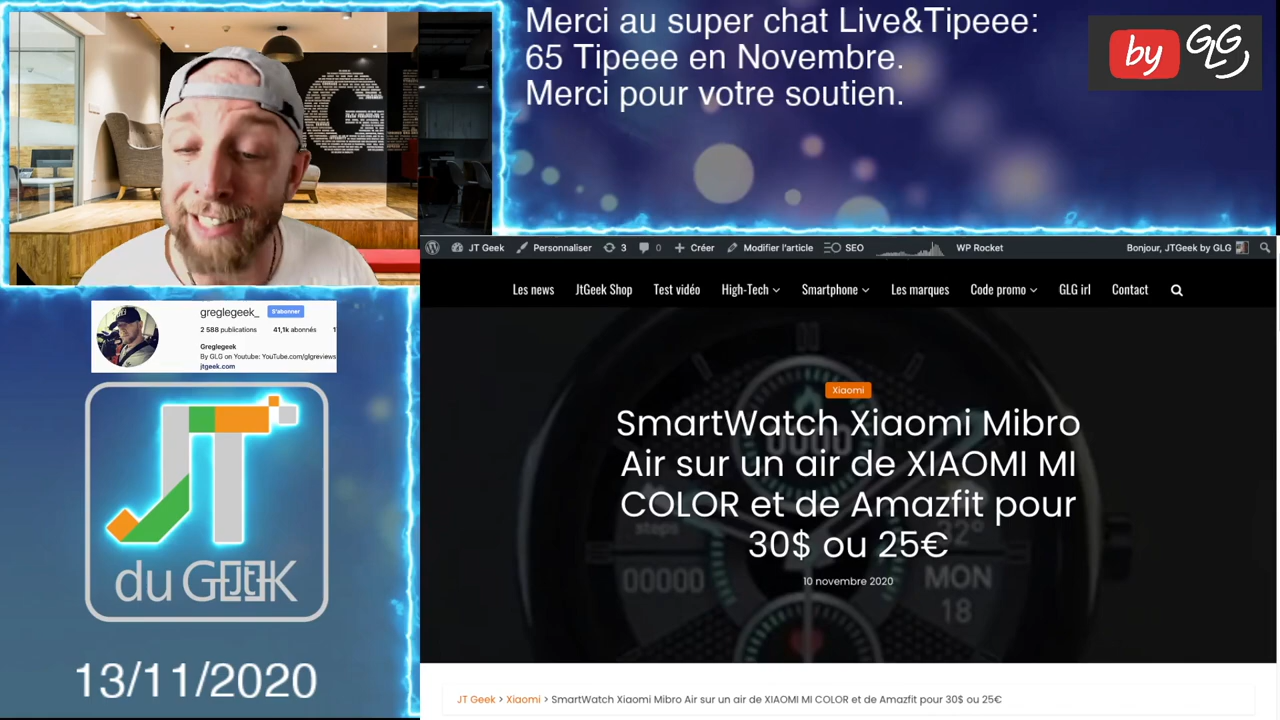 Merci au super chat Live&Tipeee:
65 Tipeee en Novembre.
Merci pour votre soutien.
by GLG
JT Geek Personnaliser 3 0 Créer Modifier l'article SEO WP Rocket Bonjour, JTGeek by GLG
Les news JtGeek Shop Test vidéo High-Tech Smartphone Les marques Code promo GLG irl Contact
greglegeek_ S'abonner
2 588 publications 41,1k abonnés 1
Greglegeek
By GLG on Youtube: YouTube.com/glgreviews
jtgeek.com
JT
du GEEK
13/11/2020
Xiaomi
SmartWatch Xiaomi Mibro
Air sur un air de XIAOMI MI
COLOR et de Amazfit pour
30$ ou 25€
10 novembre 2020
steps
00000
32°
MON
18
JT Geek > Xiaomi > SmartWatch Xiaomi Mibro Air sur un air de XIAOMI MI COLOR et de Amazfit pour 30$ ou 25€